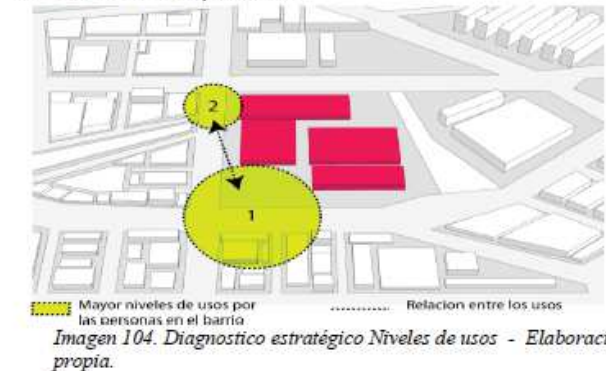 2
1
Mayor niveles de usos por
las personas en el barrio
Relacion entre los usos
Imagen 104. Diagnostico estratégico Niveles de usos - Elaboraci
propia.